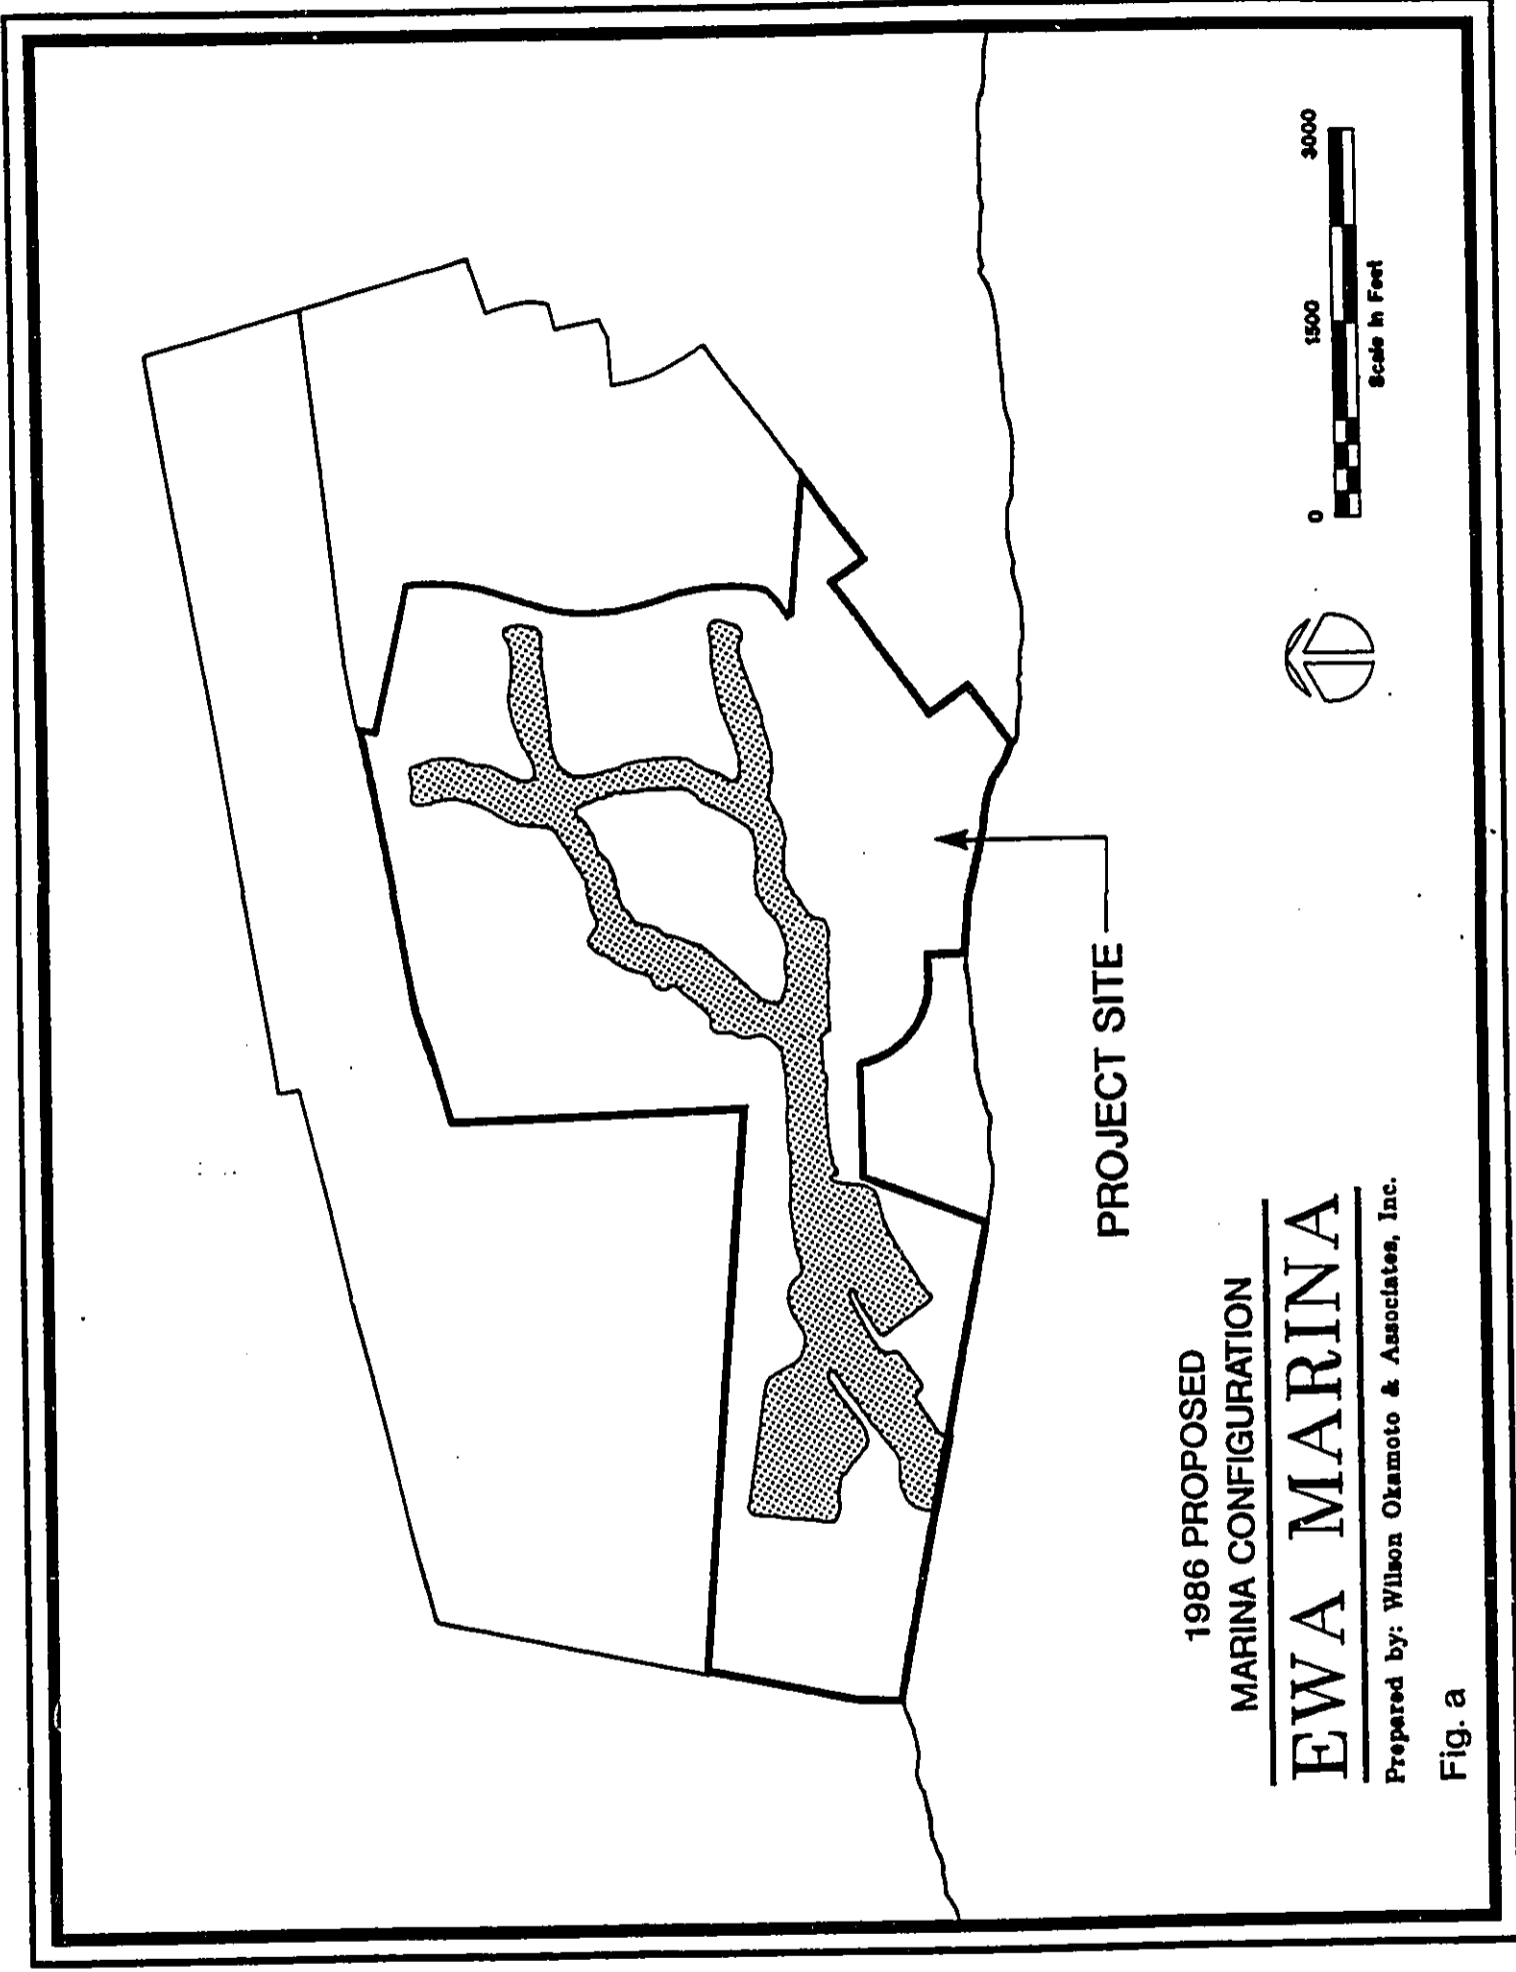 PROJECT SITE
1986 PROPOSED
MARINA CONFIGURATION
EWA MARINA
Prepared by: Wilson Okamoto & Associates, Inc.
Fig. a
0 1500 3000
Scale in Feet